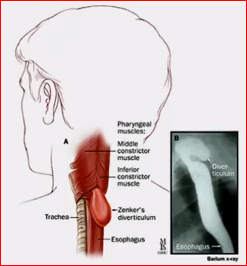 Pharyngeal
muscles:
A
Middle
constrictor
muscle
Inferior
constrictor
muscle
B
Diver-
ticulum
Trachea
Zenker's
diverticulum
Esophagus
Esophagus
Barium x-ray